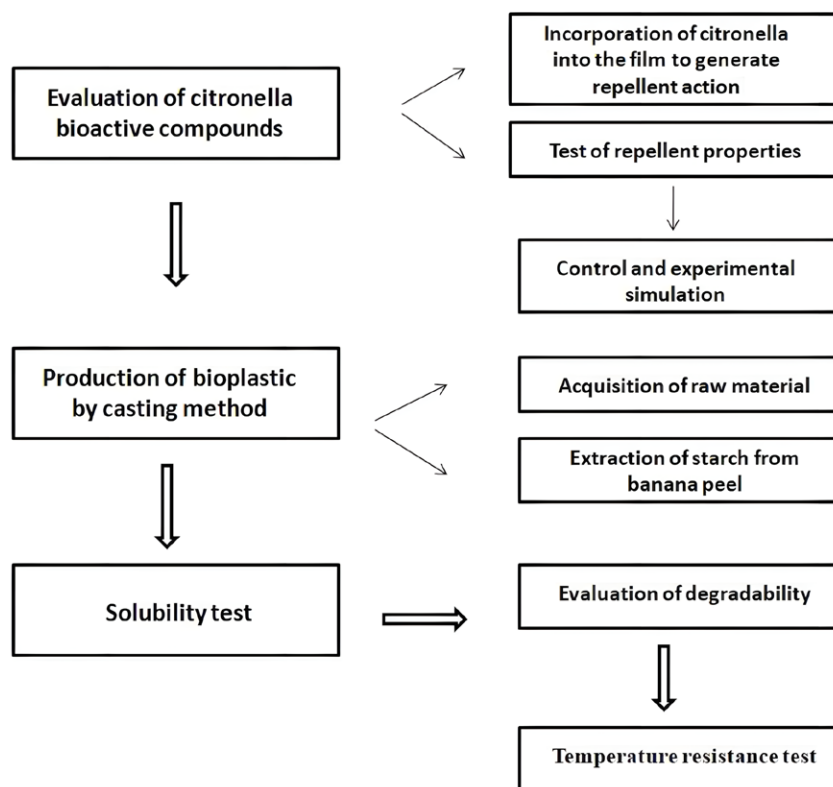 Incorporation of citronella
into the film to generate
repellent action
Evaluation of citronella
bioactive compounds
Test of repellent properties
Control and experimental
simulation
Production of bioplastic
by casting method
Acquisition of raw material
Extraction of starch from
banana peel
Solubility test
Evaluation of degradability
Temperature resistance test